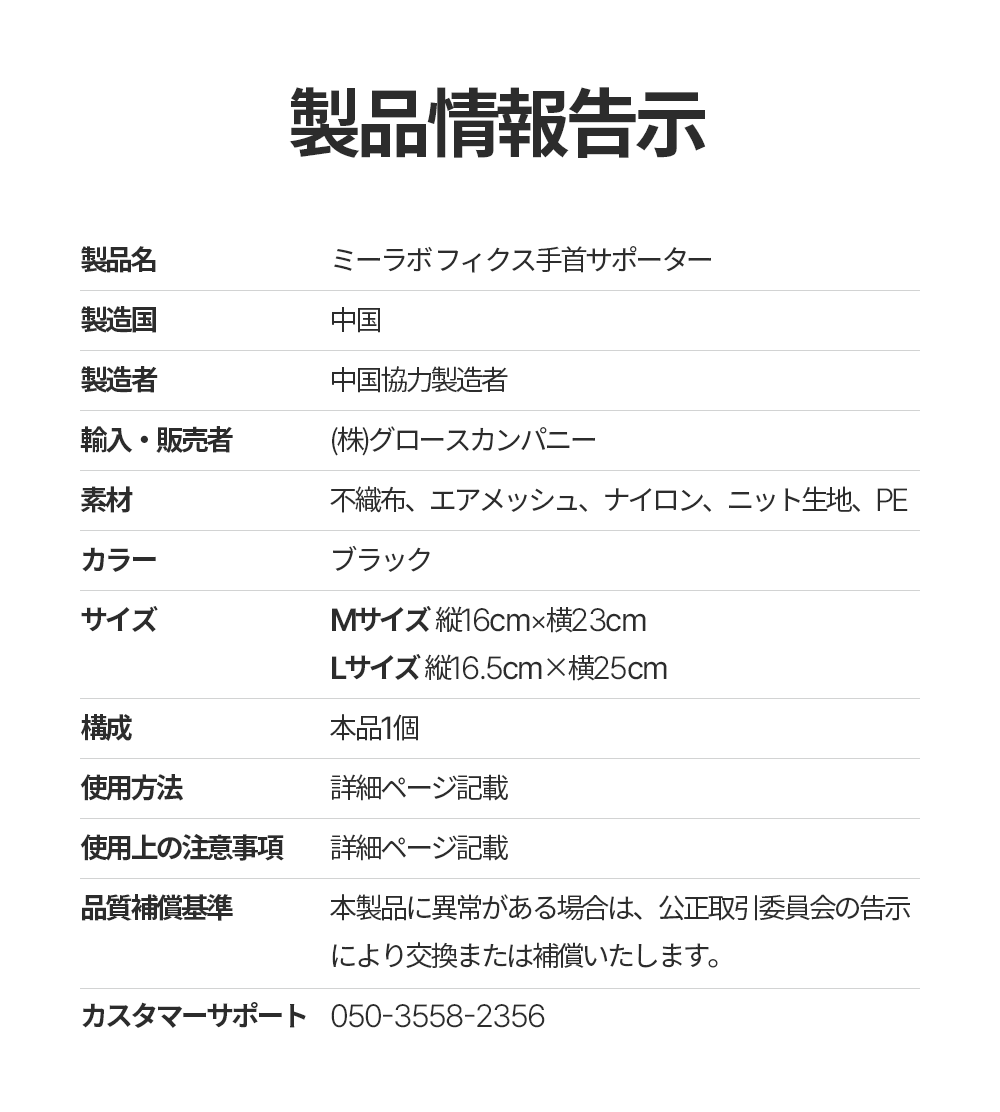 製品情報告示
製品名 ミーラボフィクス手首サポーター
製造国 中国
製造者 中国協力製造者
輸入・販売者 (株)グロースカンパニー
素材 不織布、エアメッシュ、ナイロン、ニット生地、PE
カラー ブラック
サイズ Mサイズ 縦16cm×横23cm
Lサイズ 縦16.5cm×横25cm
構成 本品1個
使用方法 詳細ページ記載
使用上の注意事項 詳細ページ記載
品質補償基準 本製品に異常がある場合は、公正取引委員会の告示
により交換または補償いたします。
カスタマーサポート 050-3558-2356